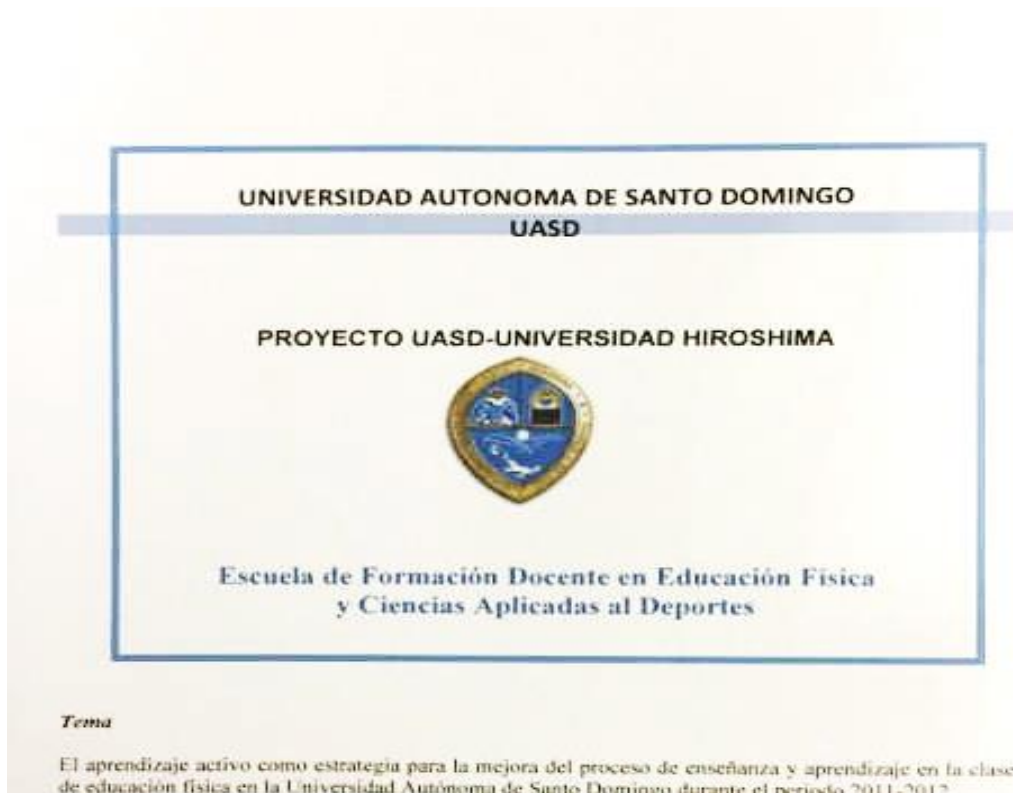 UNIVERSIDAD AUTONOMA DE SANTO DOMINGO
UASD
PROYECTO UASD-UNIVERSIDAD HIROSHIMA
Escuela de Formación Docente en Educación Física
y Ciencias Aplicadas al Deportes
Tema
El aprendizaje activo como estrategia para la mejora del proceso de enseñanza y aprendizaje en la clase
de educación física en la Universidad Autónoma de Santo Domingo durante el periodo 2011-2012